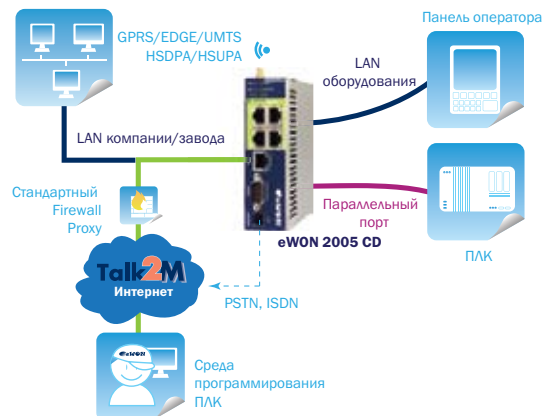 GPRS/EDGE/UMTS
HSDPA/HSUPA
Панель оператора
LAN
оборудования
LAN компании/завода
Стандартный
Firewall
Proxy
Параллельный
порт
eWON 2005 CD
ПЛК
Talk2M
Интернет
PSTN, ISDN
eWON
Среда
программирования
ПЛК